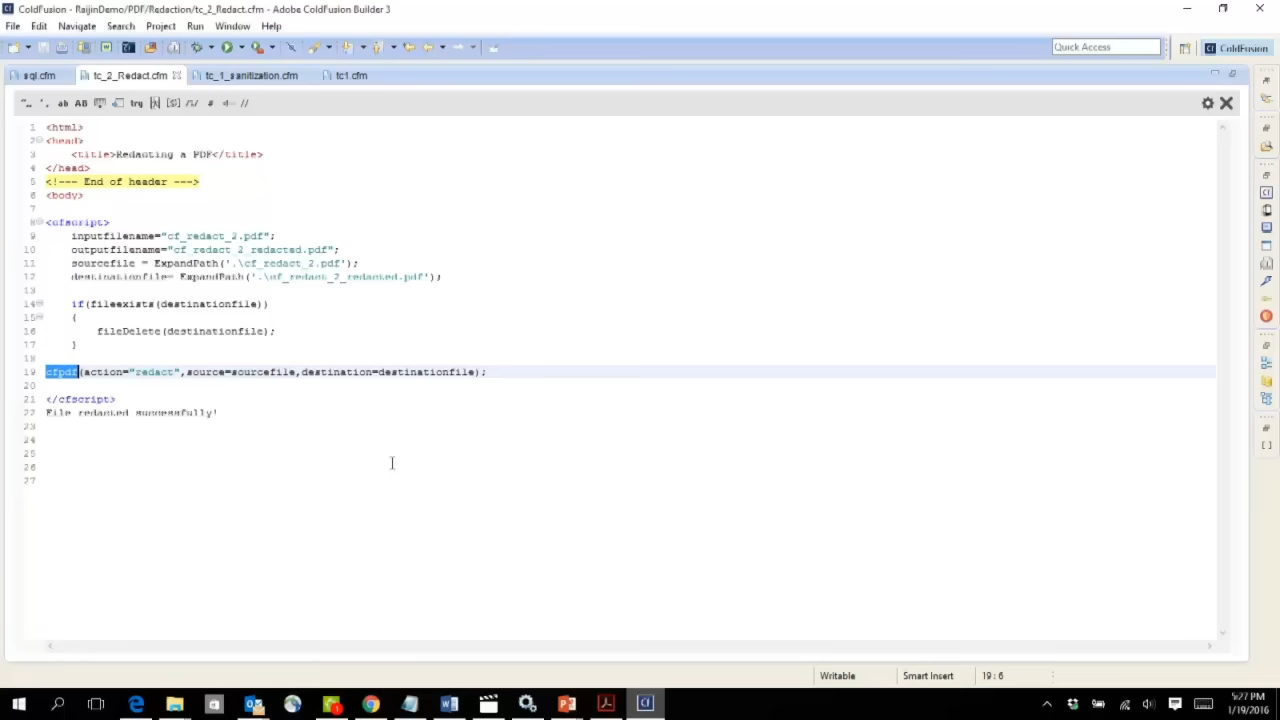 ColdFusion - RaijinDemo/PDF/Redaction/tc_2_Redact.cfm - Adobe ColdFusion Builder 3
File Edit Navigate Search Project Run Window Help
Quick Access
ColdFusion
sql.cfm tc_2_Redact.cfm tc_1_sanitization.cfm tc1.cfm
ab AB try # //
1 <html>
2 <head>
3 <title>Redacting a PDF</title>
4 </head>
5 <!--- End of header --->
6 <body>
7
8 <cfscript>
9 inputfilename="cf_redact_2.pdf";
10 outputfilename="cf_redact_2_redacted.pdf";
11 sourcefile = ExpandPath('.\cf_redact_2.pdf');
12 destinationfile= ExpandPath('.\cf_redact_2_redacted.pdf');
13
14 if(fileexists(destinationfile))
15 {
16 fileDelete(destinationfile);
17 }
18
19 cfpdf(action="redact",source=sourcefile,destination=destinationfile);
20
21 </cfscript>
22 File redacted successfully!
23
24
25
26
27
Writable Smart Insert 19 : 6
5:27 PM
1/19/2016